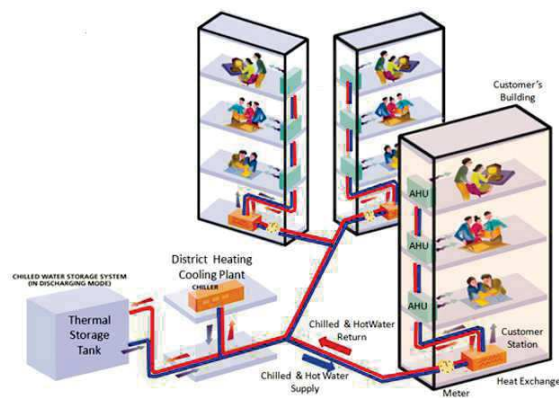 Customer's
Building
AHU
AHU
AHU
District Heating
Cooling Plant
CHILLER
CHILLED WATER STORAGE SYSTEM
(IN DISCHARGING MODE)
Thermal
Storage
Tank
Chilled & HotWater
Return
Chilled & Hot Water
Supply
Customer
Station
Meter
Heat Exchange